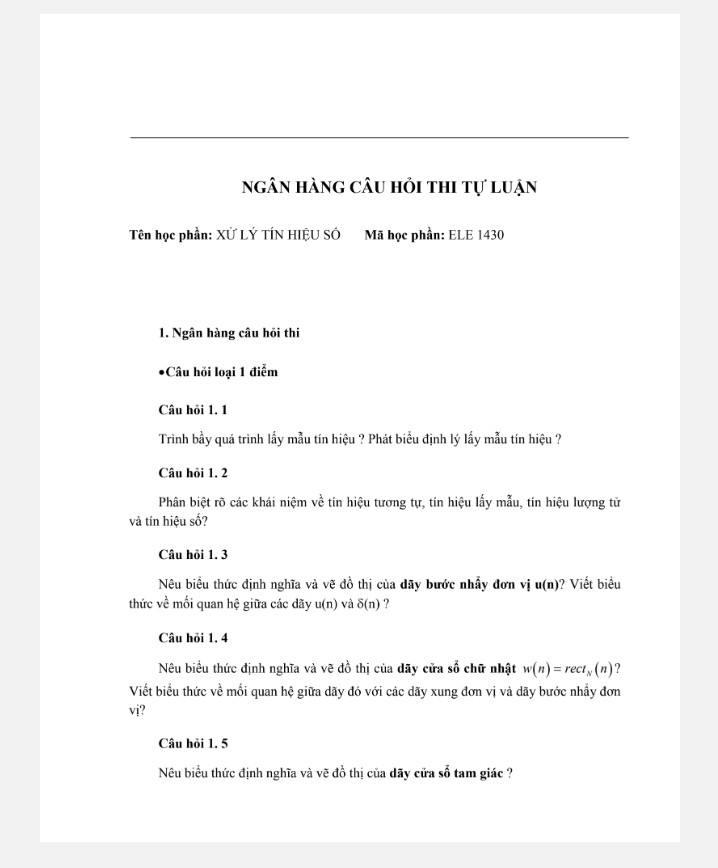 NGÂN HÀNG CÂU HỎI THI TỰ LUẬN
Tên học phần: XỬ LÝ TÍN HIỆU SỐ Mã học phần: ELE 1430
1. Ngân hàng câu hỏi thi
•Câu hỏi loại 1 điểm
Câu hỏi 1. 1
Trình bầy quá trình lấy mẫu tín hiệu ? Phát biểu định lý lấy mẫu tín hiệu ?
Câu hỏi 1. 2
Phân biệt rõ các khái niệm về tín hiệu tương tự, tín hiệu lấy mẫu, tín hiệu lượng tử
và tín hiệu số?
Câu hỏi 1. 3
Nêu biểu thức định nghĩa và vẽ đồ thị của dãy bước nhẩy đơn vị u(n)? Viết biểu
thức về mối quan hệ giữa các dãy u(n) và δ(n) ?
Câu hỏi 1. 4
Nêu biểu thức định nghĩa và vẽ đồ thị của dãy cửa sổ chữ nhật w(n) = rect_N(n)?
Viết biểu thức về mối quan hệ giữa dãy đó với các dãy xung đơn vị và dãy bước nhẩy đơn
vị?
Câu hỏi 1. 5
Nêu biểu thức định nghĩa và vẽ đồ thị của dãy cửa sổ tam giác ?